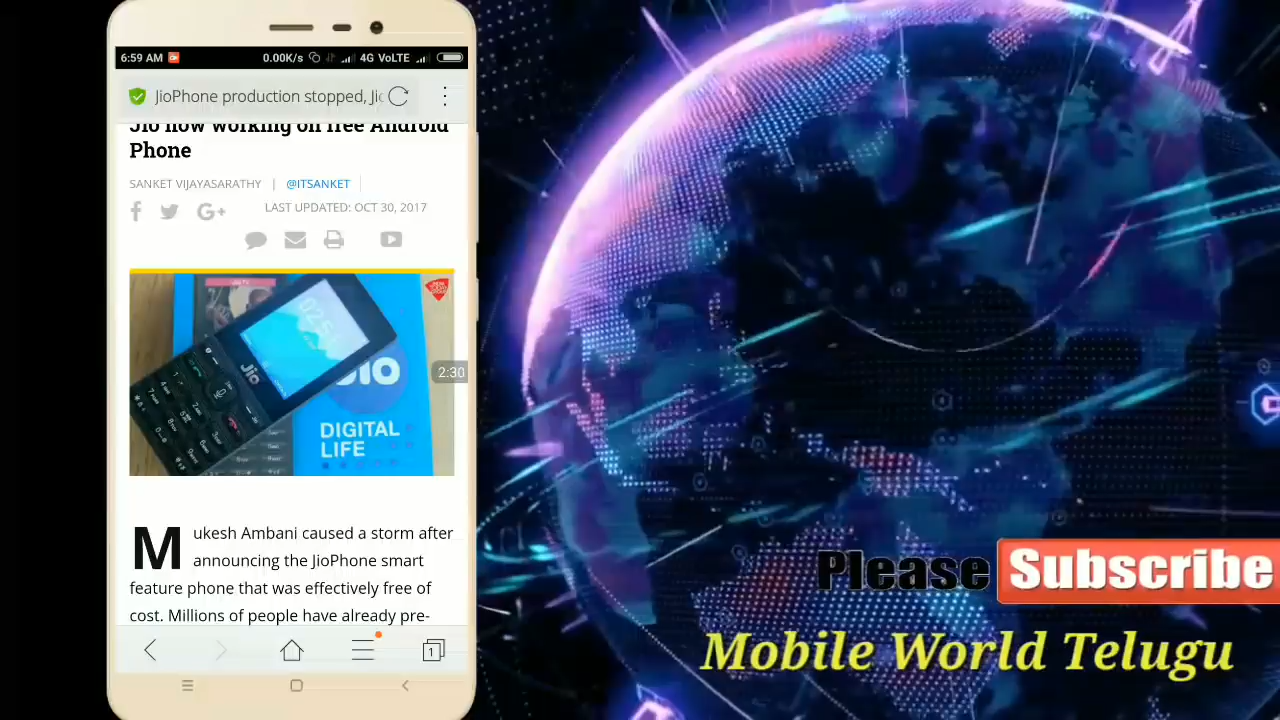 6:59 AM 0.00K/s 4G VoLTE
JioPhone production stopped, Jio
Jio now working on free Android
Phone
SANKET VIJAYASARATHY | @ITSANKET
LAST UPDATED: OCT 30, 2017
Jio
DIGITAL
LIFE
2:30
Mukesh Ambani caused a storm after
announcing the JioPhone smart
feature phone that was effectively free of
cost. Millions of people have already pre-
1
Please Subscribe
Mobile World Telugu